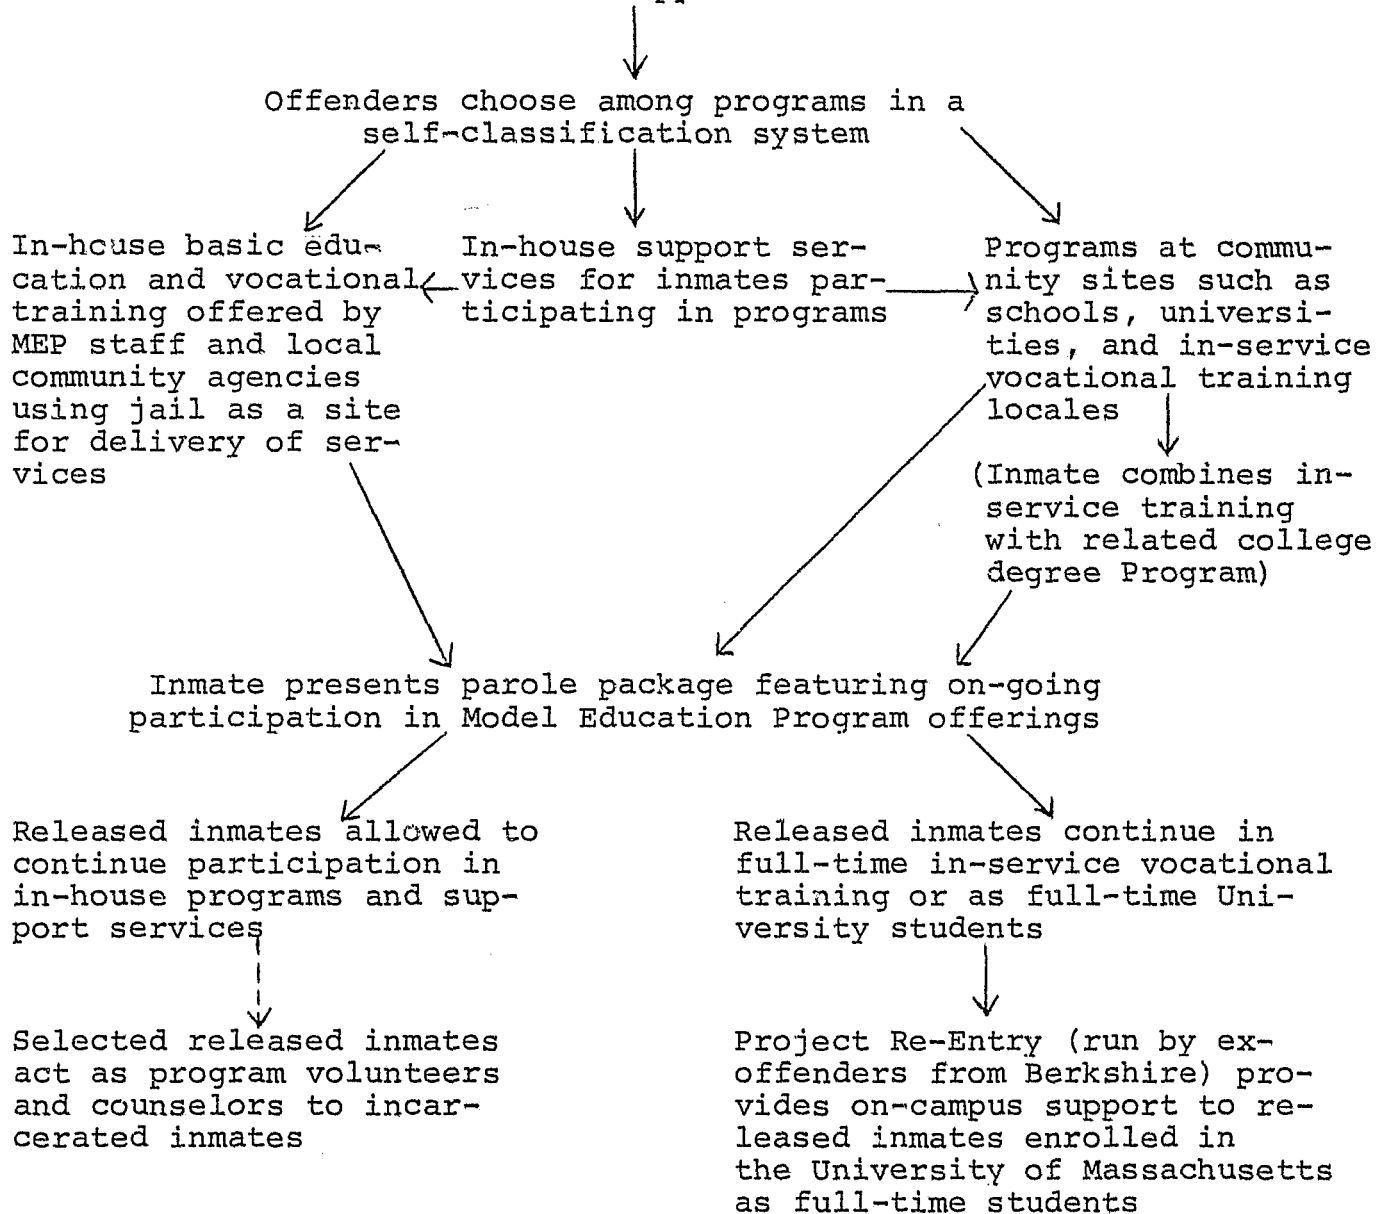 Offenders choose among programs in a
self-classification system
In-house basic edu-
cation and vocational
training offered by
MEP staff and local
community agencies
using jail as a site
for delivery of ser-
vices
In-house support ser-
vices for inmates par-
ticipating in programs
Programs at commu-
nity sites such as
schools, universi-
ties, and in-service
vocational training
locales
(Inmate combines in-
service training
with related college
degree Program)
Inmate presents parole package featuring on-going
participation in Model Education Program offerings
Released inmates allowed to
continue participation in
in-house programs and sup-
port services
Released inmates continue in
full-time in-service vocational
training or as full-time Uni-
versity students
Selected released inmates
act as program volunteers
and counselors to incar-
cerated inmates
Project Re-Entry (run by ex-
offenders from Berkshire) pro-
vides on-campus support to re-
leased inmates enrolled in
the University of Massachusetts
as full-time students